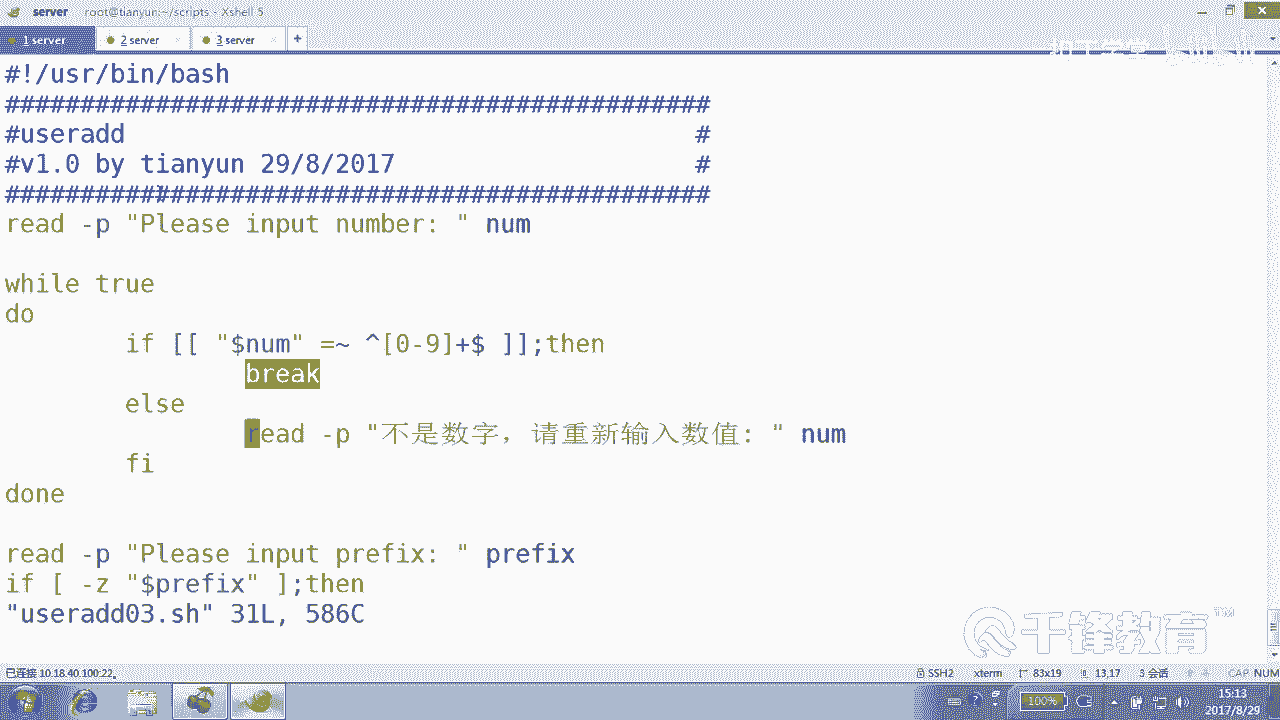 server root@tianyun:~/scripts - Xshell 5
1 server 2 server 3 server +
#!/usr/bin/bash
###############################################
#useradd #
#v1.0 by tianyun 29/8/2017 #
###############################################
read -p "Please input number: " num
while true
do
if [[ "$num" =~ ^[0-9]+$ ]];then
break
else
read -p "不是数字，请重新输入数值: " num
fi
done
read -p "Please input prefix: " prefix
if [ -z "$prefix" ];then
"useradd03.sh" 31L, 586C
千锋教育™
已连接 10.18.40.100:22。 SSH2 xterm 83x19 13,17 3 会话 CAP NUM
100% 15:13
2017/8/29